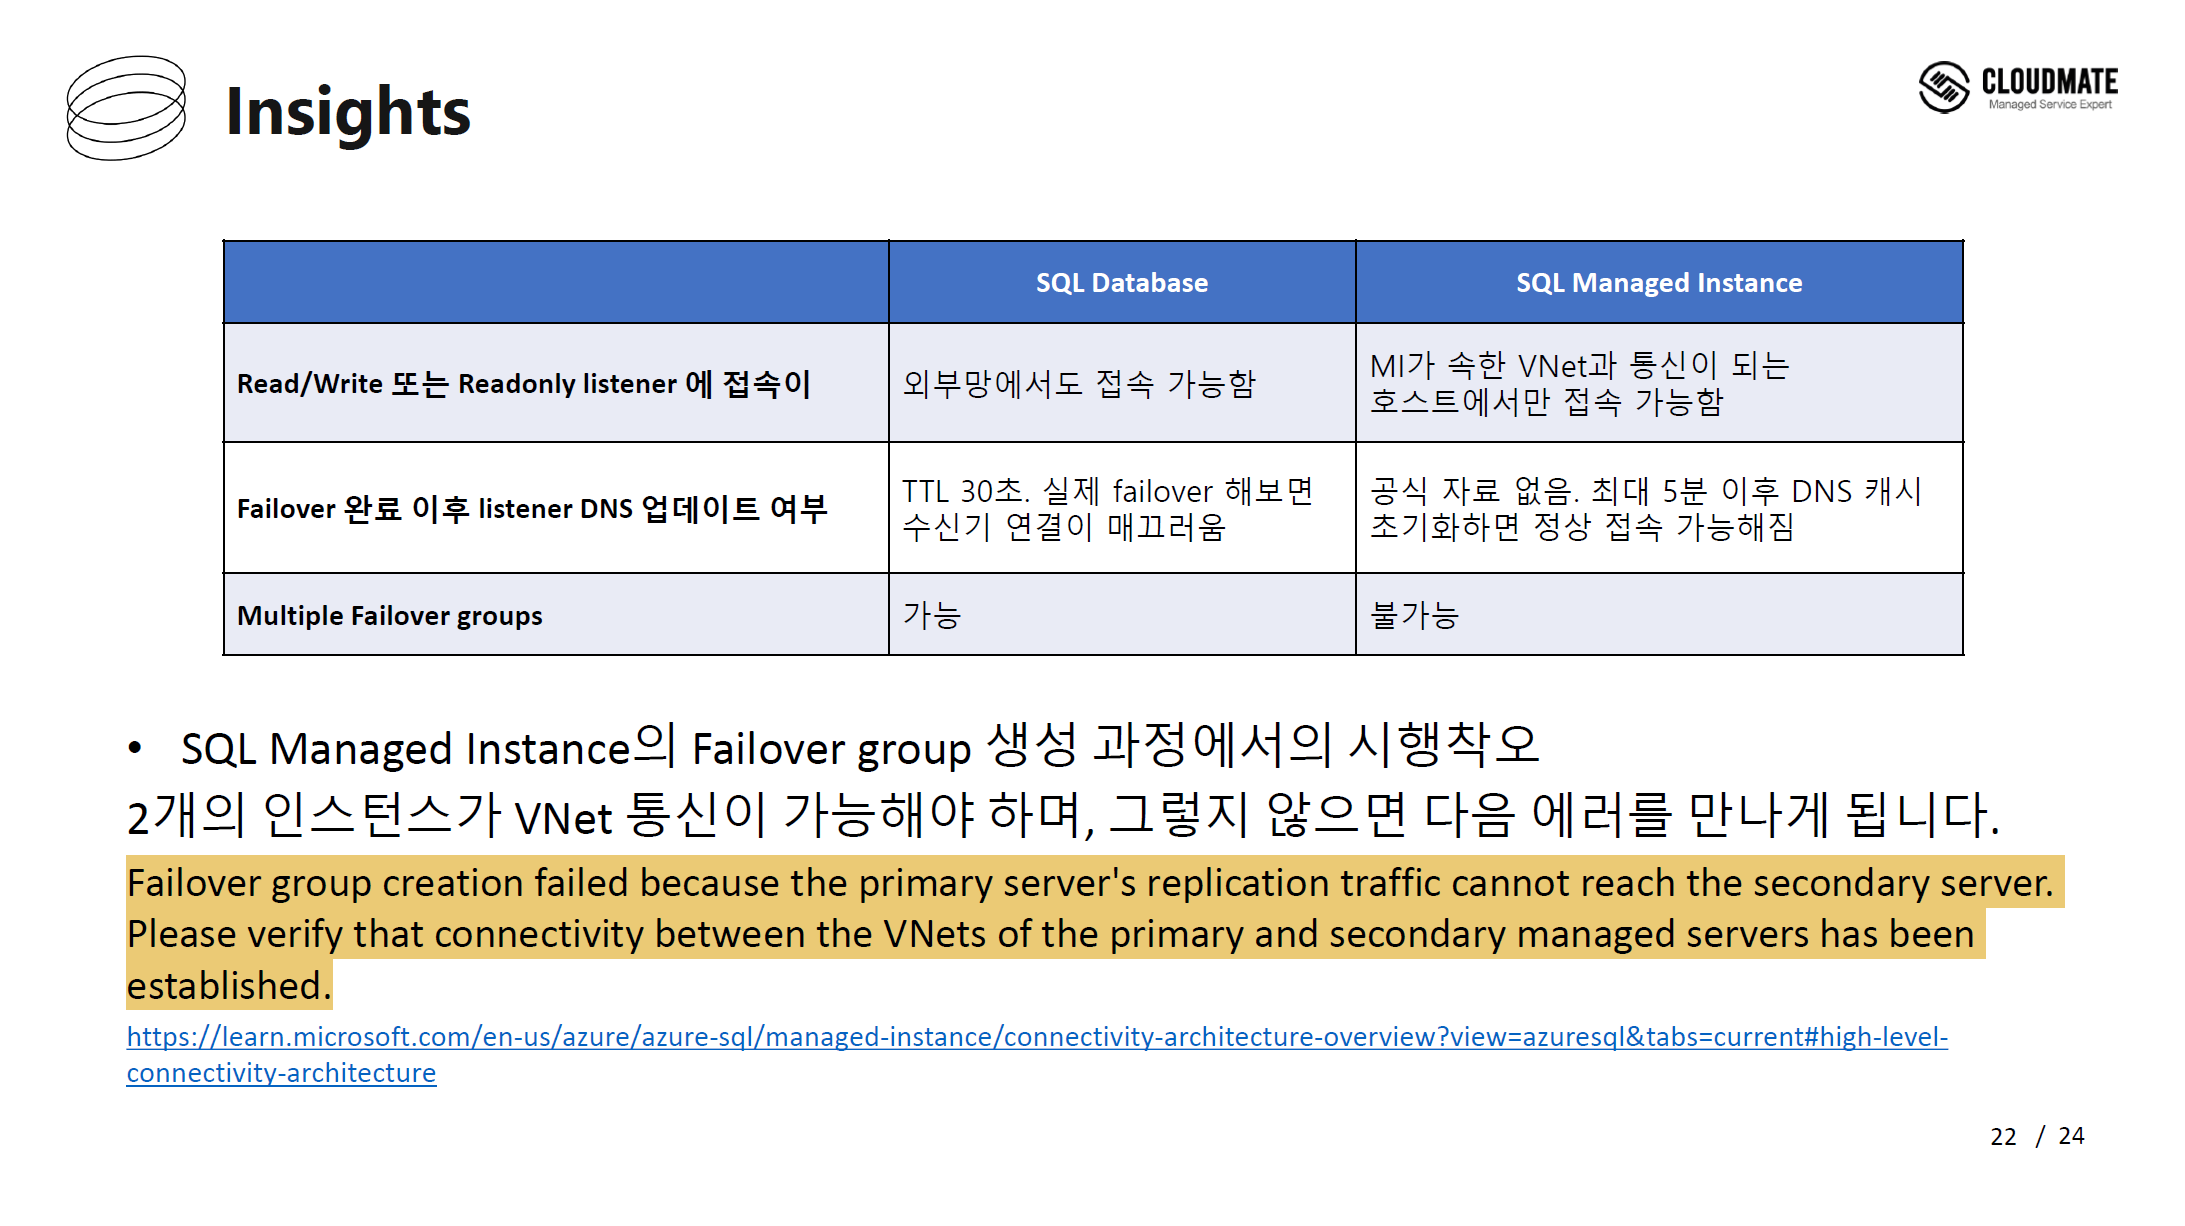 Insights
CLOUDMATE
Managed Service Expert
SQL Database
SQL Managed Instance
Read/Write 또는 Readonly listener 에 접속이
외부망에서도 접속 가능함
MI가 속한 VNet과 통신이 되는
호스트에서만 접속 가능함
Failover 완료 이후 listener DNS 업데이트 여부
TTL 30초. 실제 failover 해보면
수신기 연결이 매끄러움
공식 자료 없음. 최대 5분 이후 DNS 캐시
초기화하면 정상 접속 가능해짐
Multiple Failover groups
가능
불가능
• SQL Managed Instance의 Failover group 생성 과정에서의 시행착오
2개의 인스턴스가 VNet 통신이 가능해야 하며, 그렇지 않으면 다음 에러를 만나게 됩니다.
Failover group creation failed because the primary server's replication traffic cannot reach the secondary server.
Please verify that connectivity between the VNets of the primary and secondary managed servers has been
established.
https://learn.microsoft.com/en-us/azure/azure-sql/managed-instance/connectivity-architecture-overview?view=azuresql&tabs=current#high-level-
connectivity-architecture
22 / 24